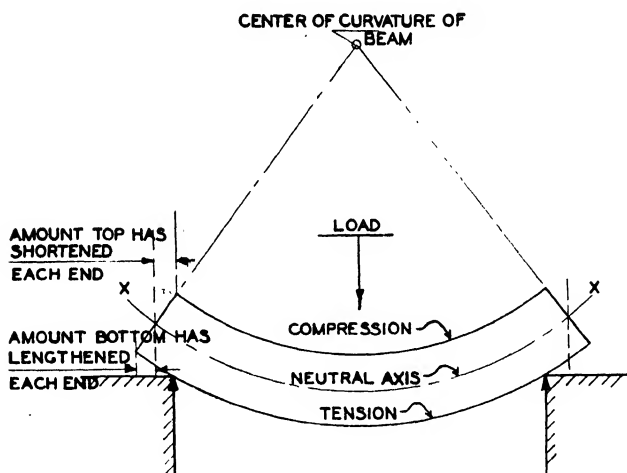 CENTER OF CURVATURE OF
BEAM
AMOUNT TOP HAS
SHORTENED
EACH END
LOAD
X
X
COMPRESSION
AMOUNT BOTTOM HAS
LENGTHENED
EACH END
NEUTRAL AXIS
TENSION